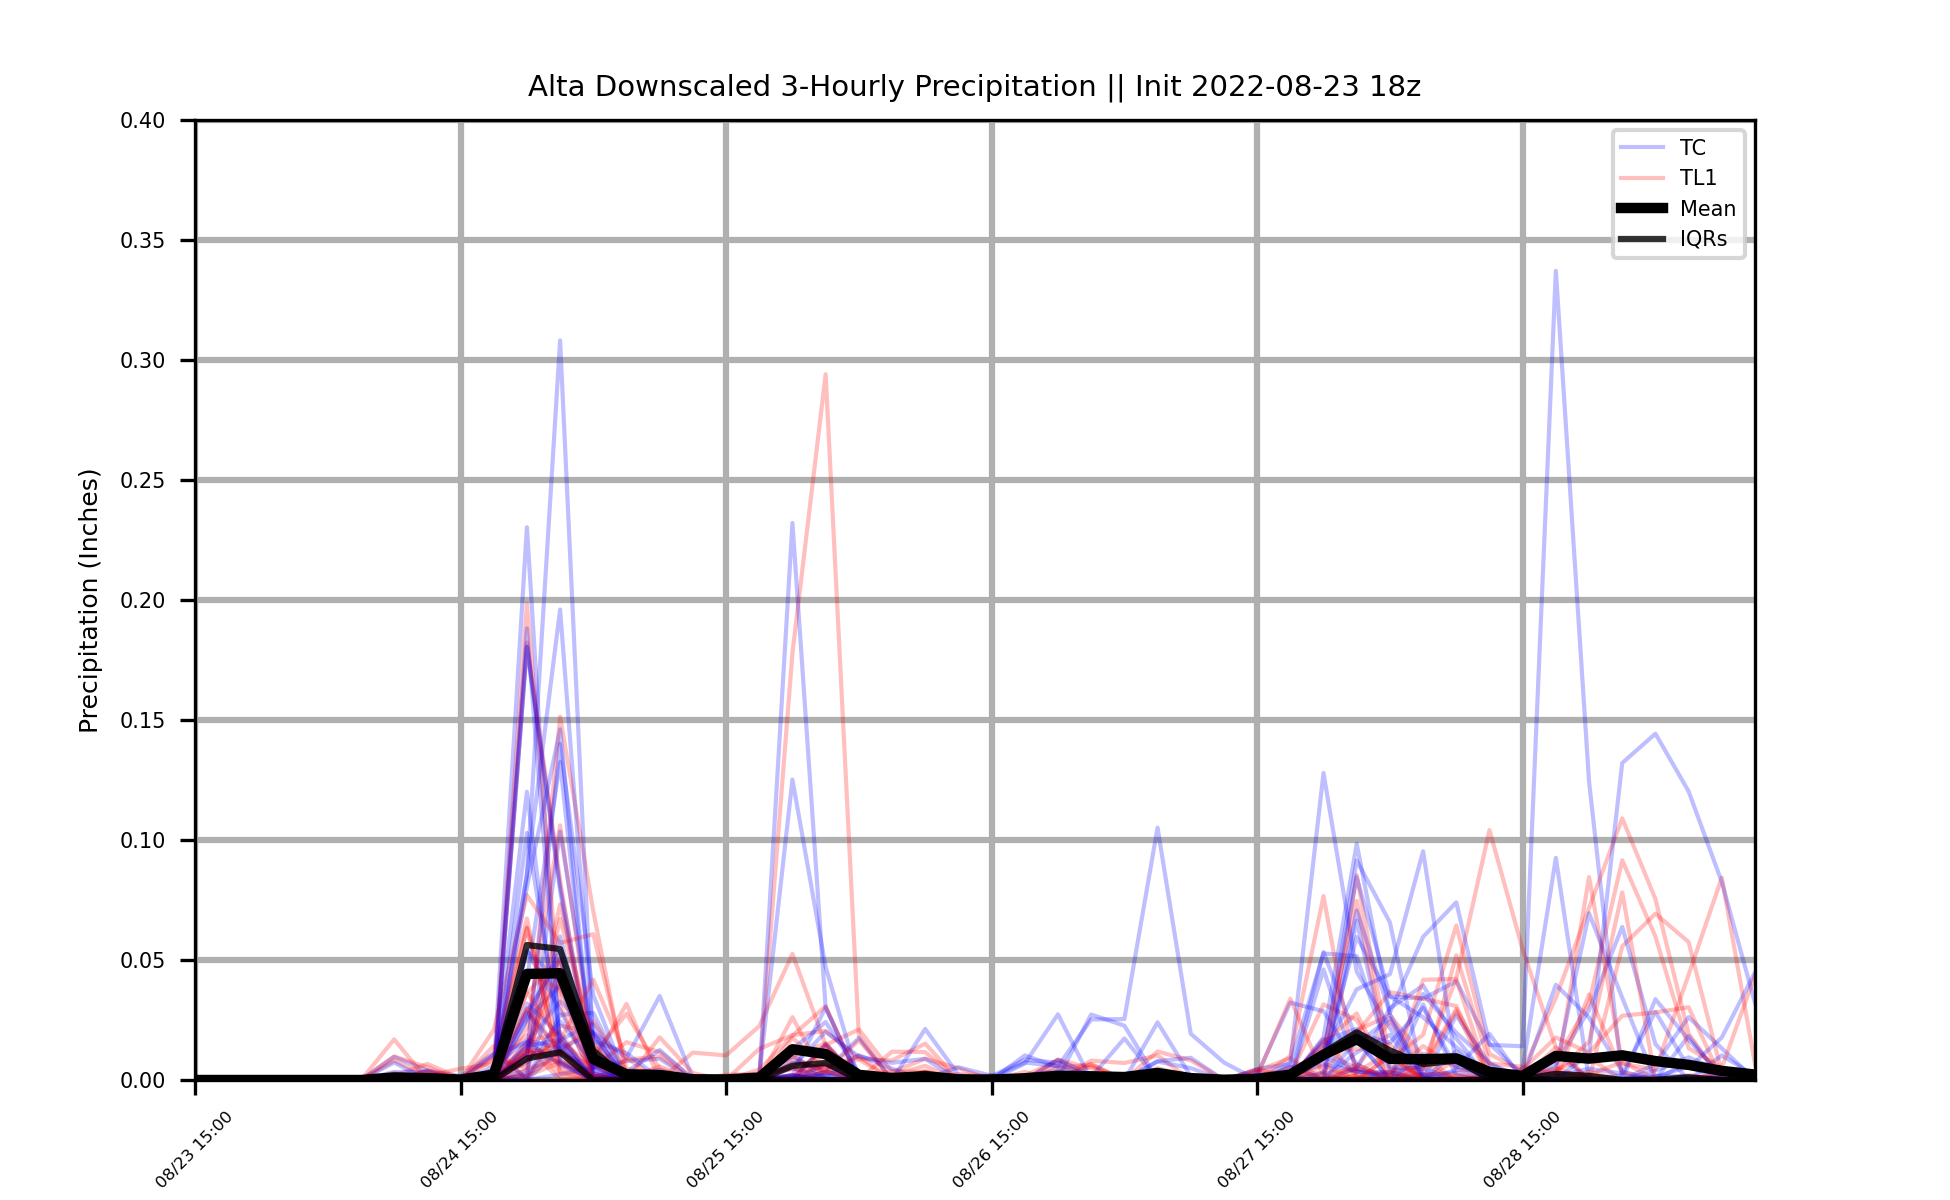 Alta Downscaled 3-Hourly Precipitation || Init 2022-08-23 18z
TC
TL1
Mean
IQRs
Precipitation (Inches)
0.40
0.35
0.30
0.25
0.20
0.15
0.10
0.05
0.00
08/23 15:00
08/24 15:00
08/25 15:00
08/26 15:00
08/27 15:00
08/28 15:00